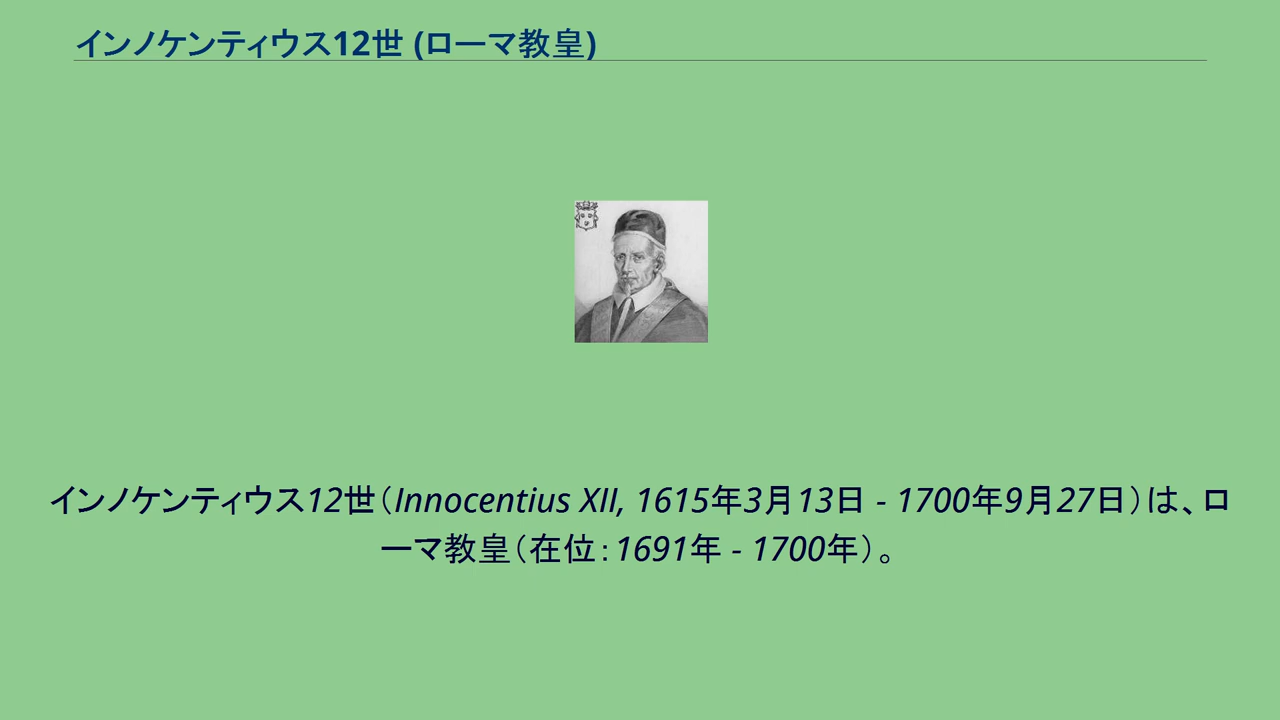 インノケンティウス12世 (ローマ教皇)
インノケンティウス12世（Innocentius XII, 1615年3月13日 - 1700年9月27日）は、ロ
ーマ教皇（在位：1691年 - 1700年）。